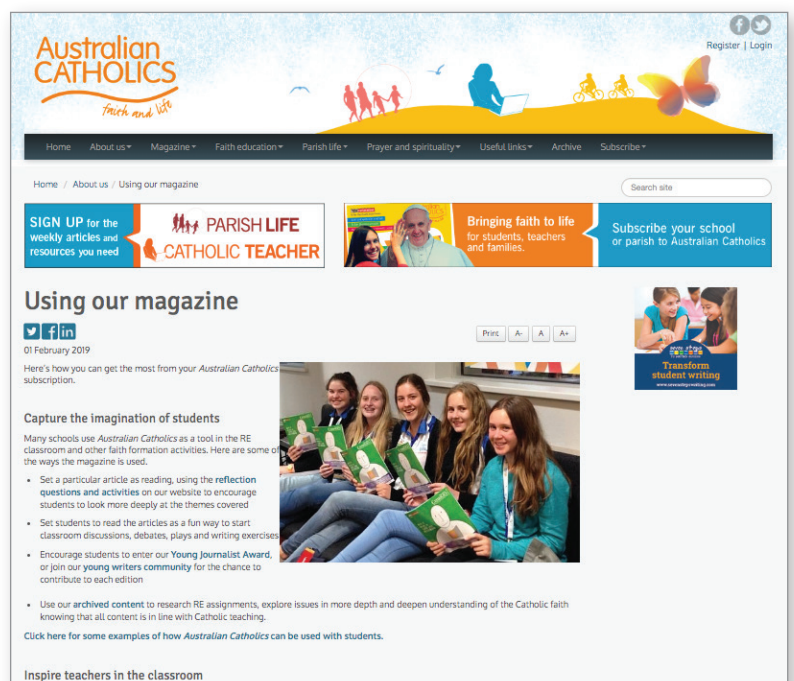 Australian
CATHOLICS
faith and life
Register | Login
Home About us Magazine Faith education Parish life Prayer and spirituality Useful links Archive Subscribe
Home / About us / Using our magazine
Search site
SIGN UP for the
weekly articles and
resources you need
PARISH LIFE
CATHOLIC TEACHER
Bringing faith to life
for students, teachers
and families.
Subscribe your school
or parish to Australian Catholics
Using our magazine
Print A- A A+
01 February 2019
Here's how you can get the most from your Australian Catholics
subscription.
Capture the imagination of students
Many schools use Australian Catholics as a tool in the RE
classroom and other faith formation activities. Here are some of
the ways the magazine is used.
• Set a particular article as reading, using the reflection
questions and activities on our website to encourage
students to look more deeply at the themes covered
• Set students to read the articles as a fun way to start
classroom discussions, debates, plays and writing exercises
• Encourage students to enter our Young Journalist Award,
or join our young writers community for the chance to
contribute to each edition
• Use our archived content to research RE assignments, explore issues in more depth and deepen understanding of the Catholic faith
knowing that all content is in line with Catholic teaching.
Click here for some examples of how Australian Catholics can be used with students.
Inspire teachers in the classroom
seven steps
Transform
student writing